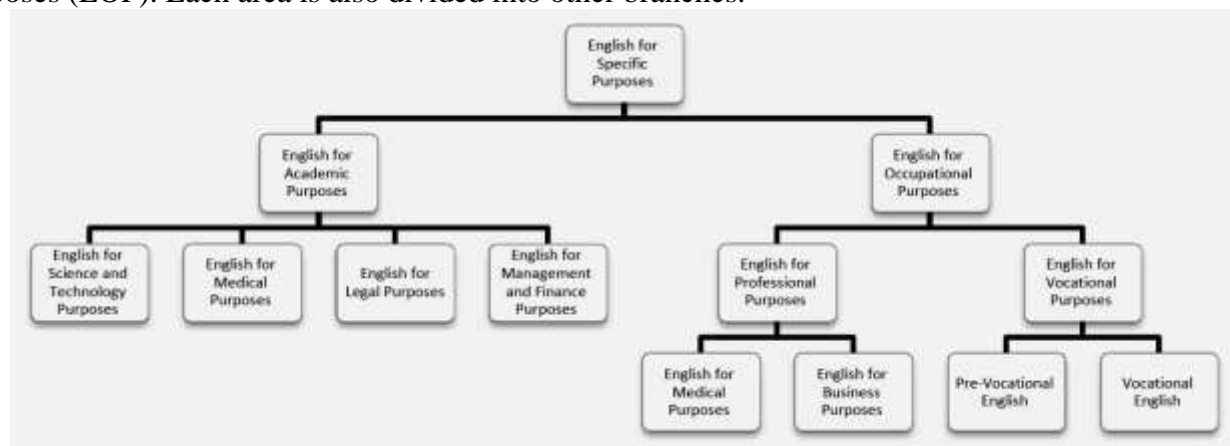 oses (EOP). Each area is also divided into other branches.
English for
Specific
Purposes
English for
Academic
Purposes
English for
Occupational
Purposes
English for
Science and
Technology
Purposes
English for
Medical
Purposes
English for
Legal Purposes
English for
Management
and Finance
Purposes
English for
Professional
Purposes
English for
Vocational
Purposes
English for
Medical
Purposes
English for
Business
Purposes
Pre-Vocational
English
Vocational
English